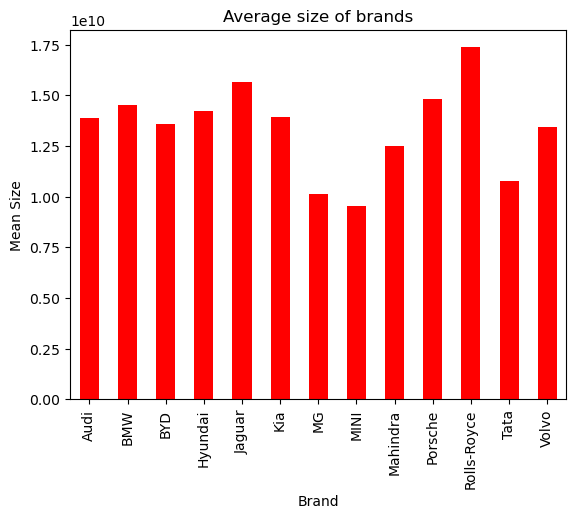 Average size of brands
1e10
1.75
1.50
1.25
1.00
0.75
0.50
0.25
0.00
Mean Size
Audi
BMW
BYD
Hyundai
Jaguar
Kia
MG
MINI
Mahindra
Porsche
Rolls-Royce
Tata
Volvo
Brand